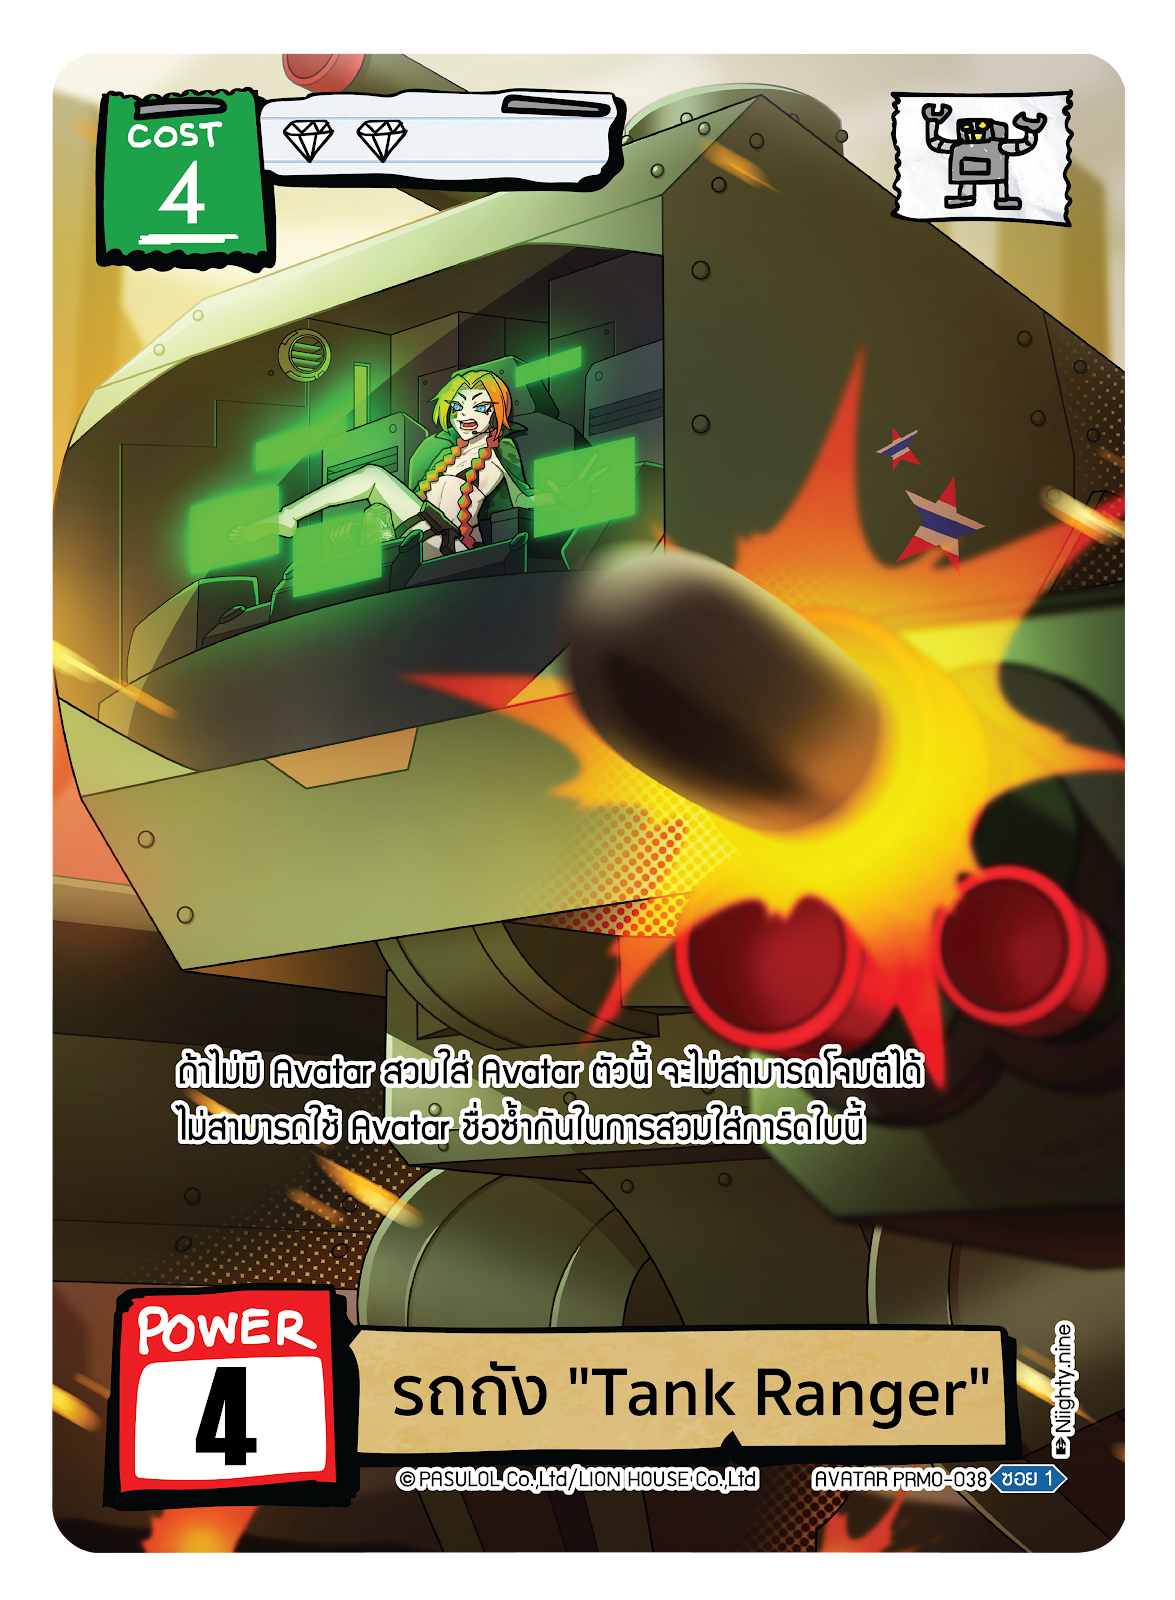 COST
4
ถ้าไม่มี Avatar สวมใส่ Avatar ตัวนี้ จะไม่สามารถโจมตีได้
ไม่สามารถใช้ Avatar ชื่อซ้ำกันในการสวมใส่การ์ดใบนี้
POWER
4
รถถัง "Tank Ranger"
Niighty.nine
© PASULOL Co.,Ltd/LION HOUSE Co.,Ltd
AVATAR PRMO-038 ซอย 1